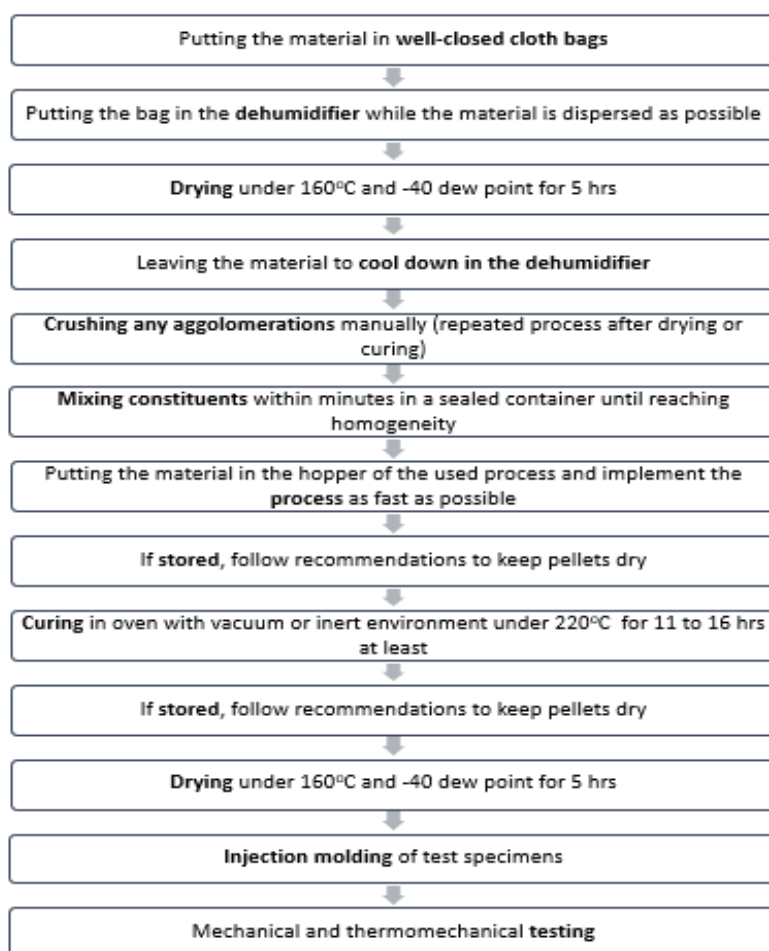 Putting the material in well-closed cloth bags
Putting the bag in the dehumidifier while the material is dispersed as possible
Drying under 160°C and -40 dew point for 5 hrs
Leaving the material to cool down in the dehumidifier
Crushing any aggolomerations manually (repeated process after drying or
curing)
Mixing constituents within minutes in a sealed container until reaching
homogeneity
Putting the material in the hopper of the used process and implement the
process as fast as possible
If stored, follow recommendations to keep pellets dry
Curing in oven with vacuum or inert environment under 220°C for 11 to 16 hrs
at least
If stored, follow recommendations to keep pellets dry
Drying under 160°C and -40 dew point for 5 hrs
Injection molding of test specimens
Mechanical and thermomechanical testing